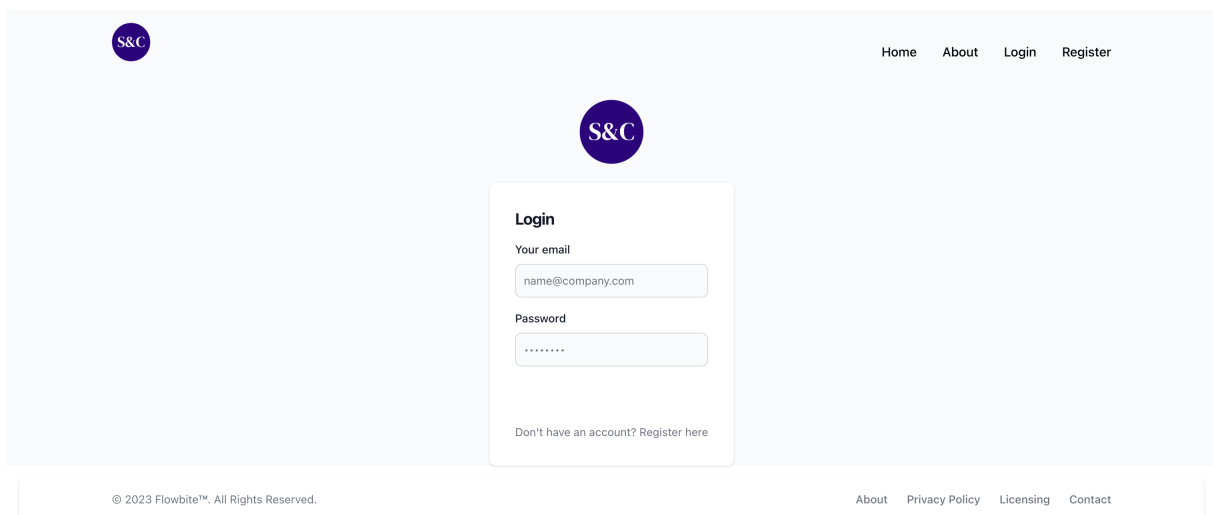 S&C
Home About Login Register
S&C
Login
Your email
name@company.com
Password
••••••••
Don't have an account? Register here
© 2023 Flowbite™. All Rights Reserved.
About Privacy Policy Licensing Contact